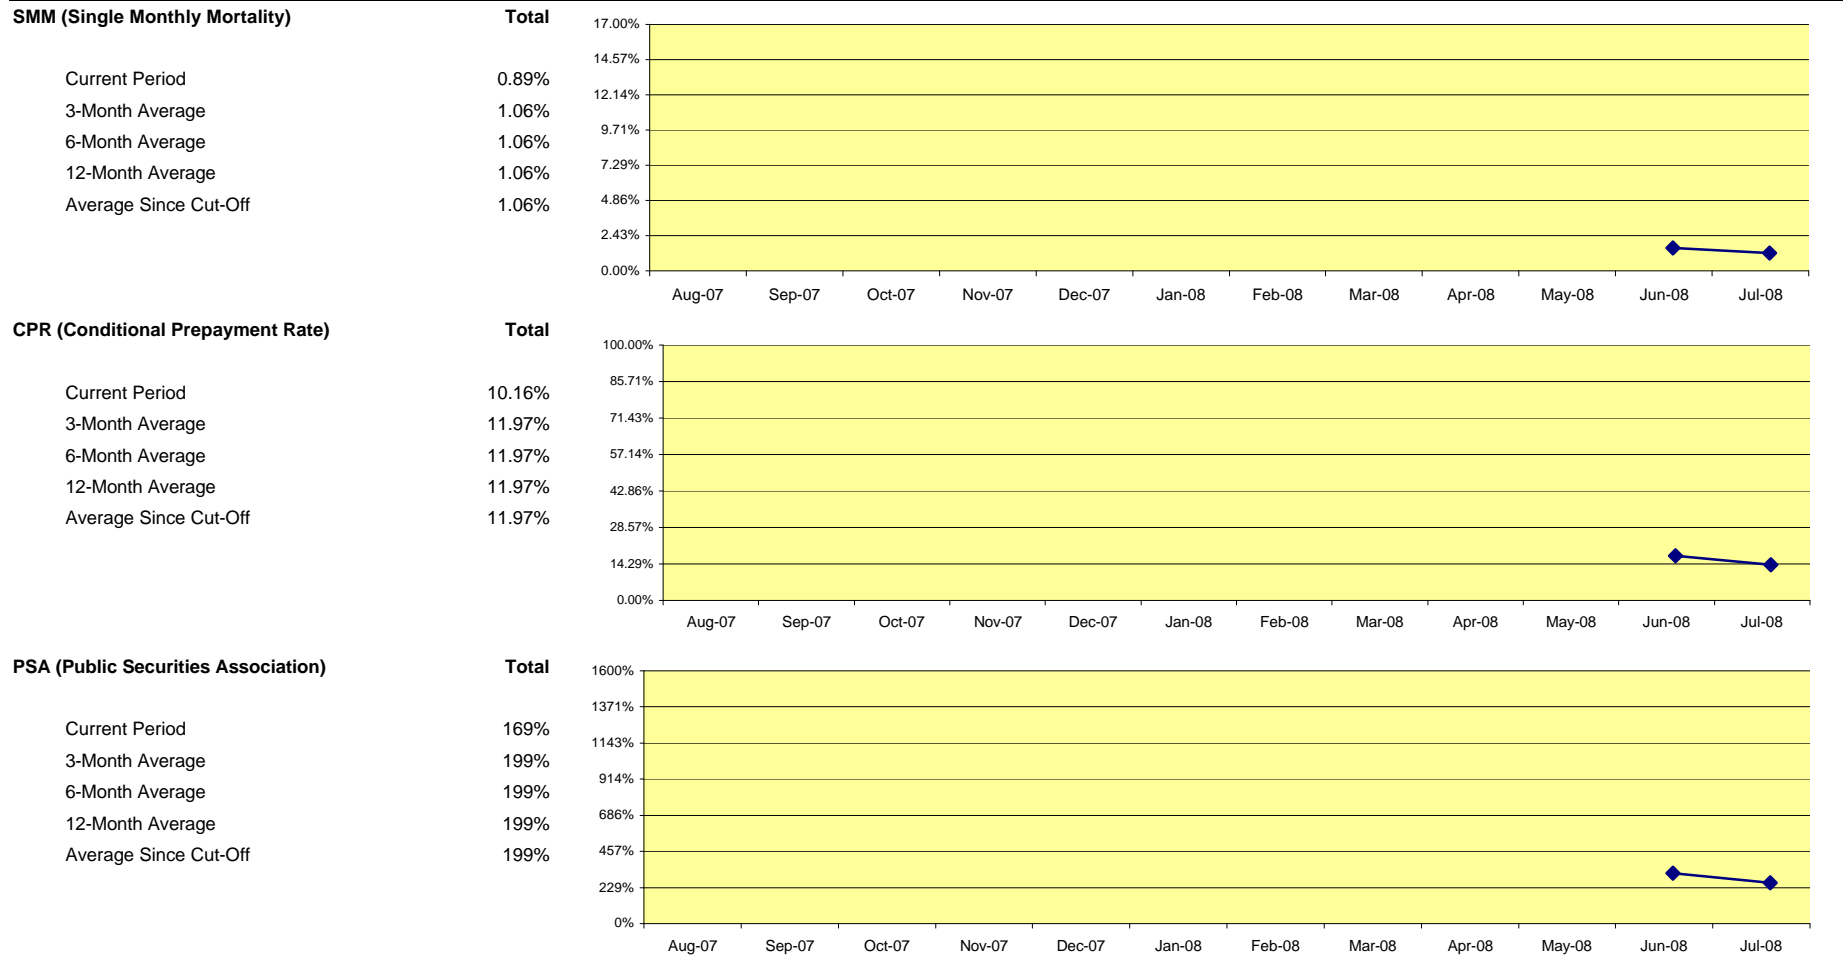 SMM (Single Monthly Mortality) Total
Current Period 0.89%
3-Month Average 1.06%
6-Month Average 1.06%
12-Month Average 1.06%
Average Since Cut-Off 1.06%
17.00%
14.57%
12.14%
9.71%
7.29%
4.86%
2.43%
0.00%
Aug-07 Sep-07 Oct-07 Nov-07 Dec-07 Jan-08 Feb-08 Mar-08 Apr-08 May-08 Jun-08 Jul-08
CPR (Conditional Prepayment Rate) Total
Current Period 10.16%
3-Month Average 11.97%
6-Month Average 11.97%
12-Month Average 11.97%
Average Since Cut-Off 11.97%
100.00%
85.71%
71.43%
57.14%
42.86%
28.57%
14.29%
0.00%
Aug-07 Sep-07 Oct-07 Nov-07 Dec-07 Jan-08 Feb-08 Mar-08 Apr-08 May-08 Jun-08 Jul-08
PSA (Public Securities Association) Total
Current Period 169%
3-Month Average 199%
6-Month Average 199%
12-Month Average 199%
Average Since Cut-Off 199%
1600%
1371%
1143%
914%
686%
457%
229%
0%
Aug-07 Sep-07 Oct-07 Nov-07 Dec-07 Jan-08 Feb-08 Mar-08 Apr-08 May-08 Jun-08 Jul-08